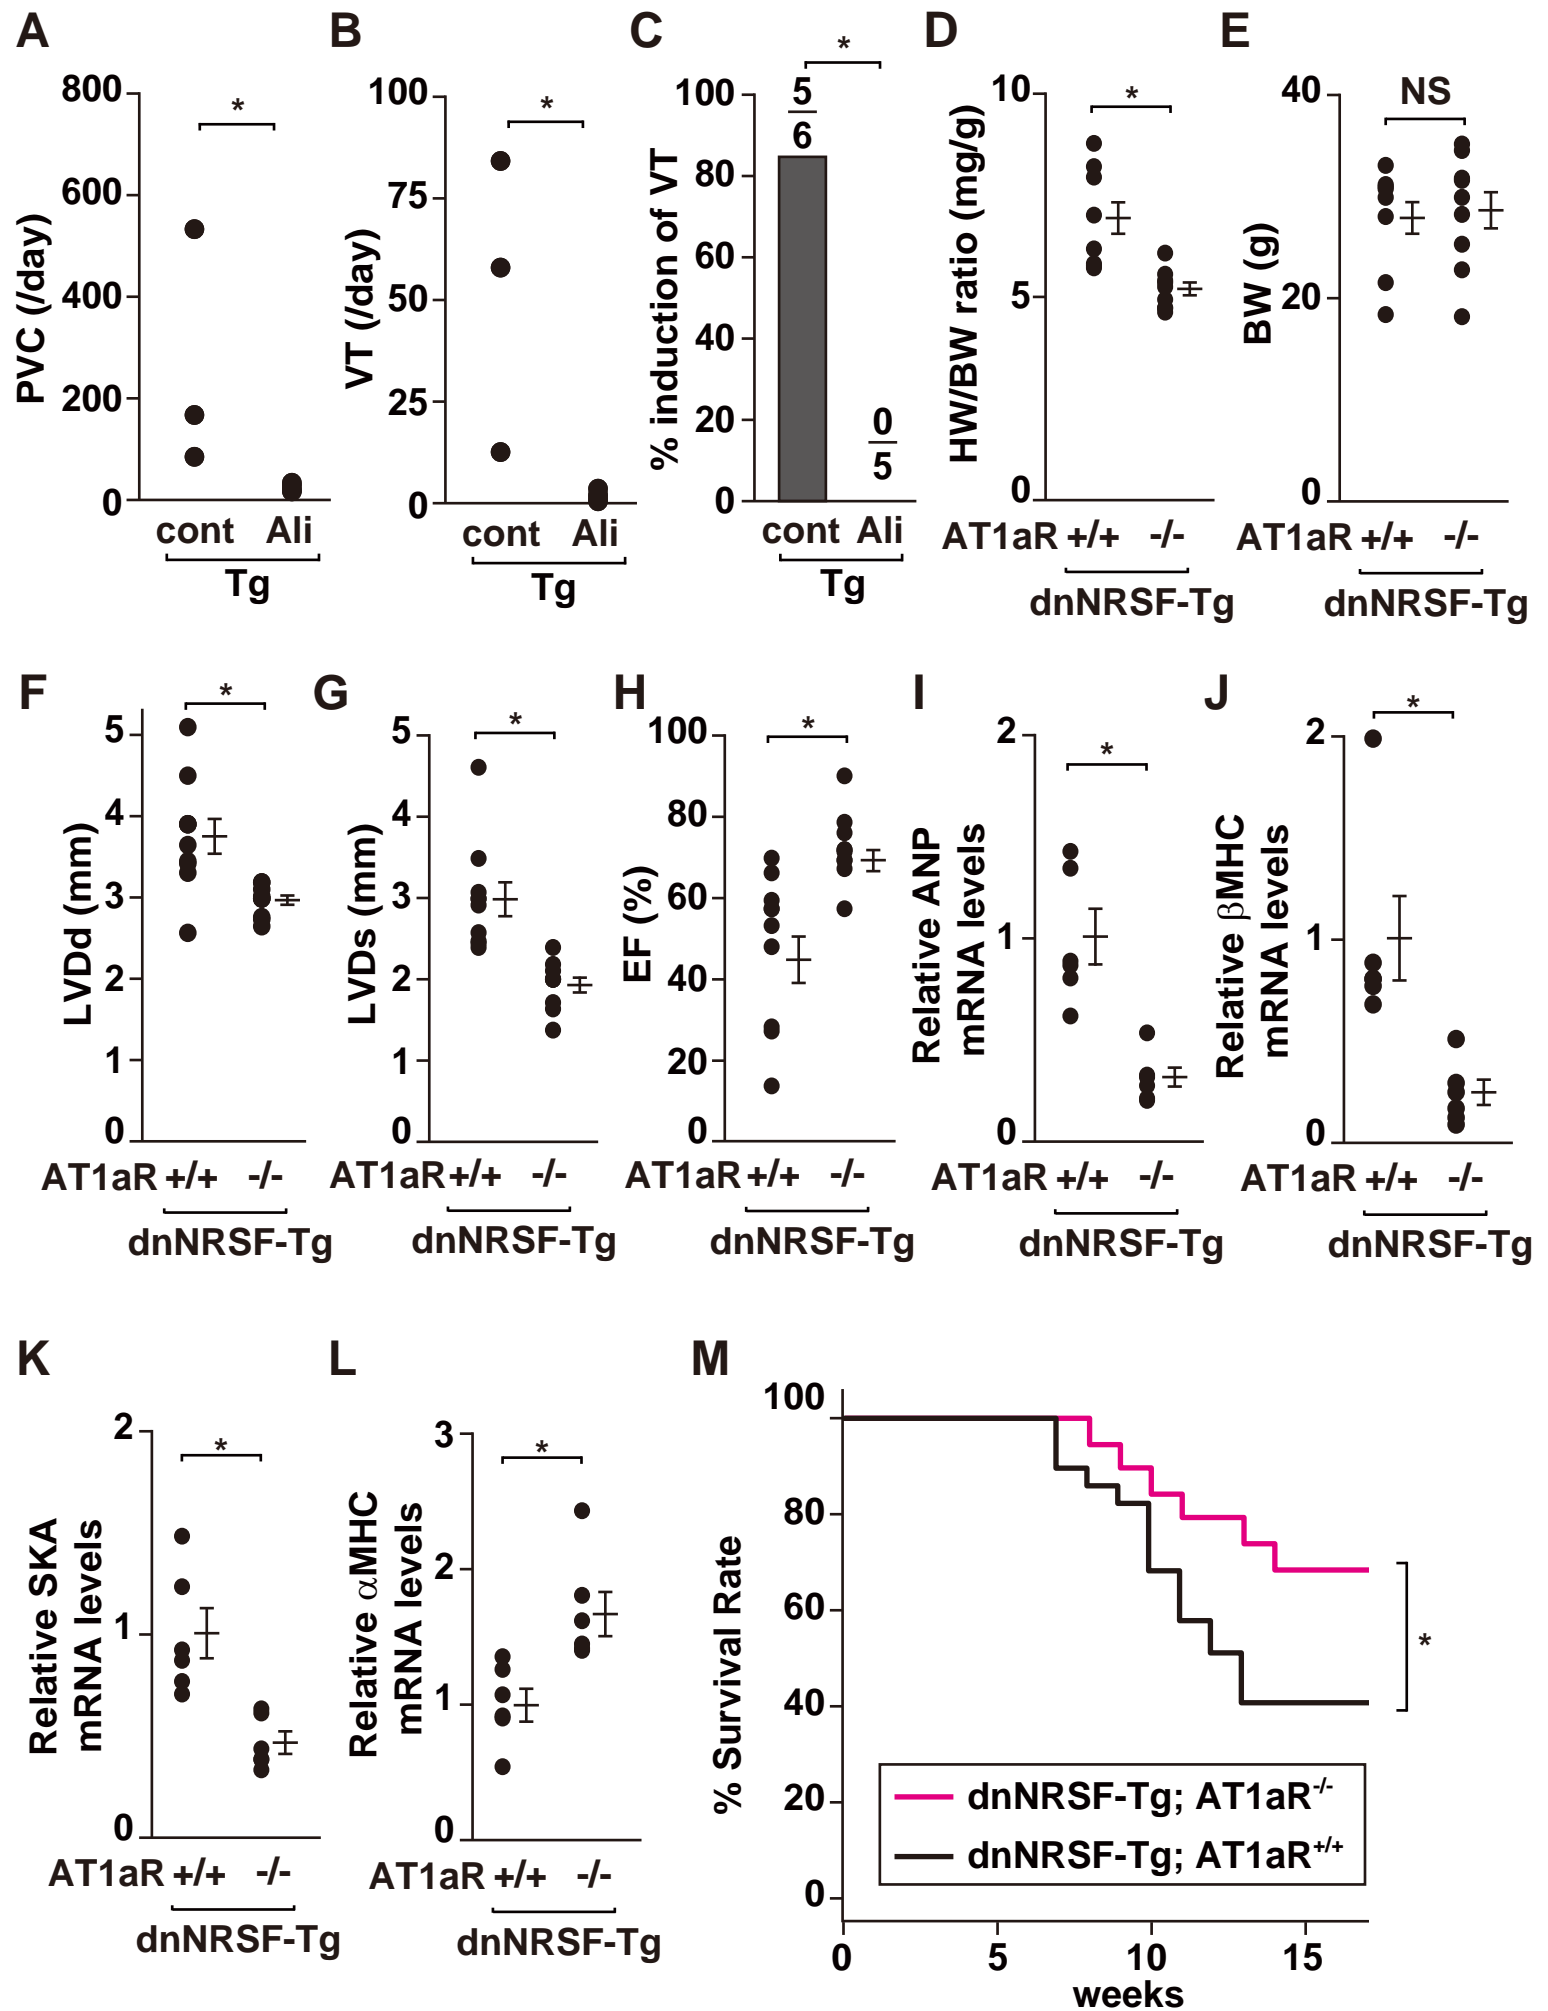 A
800
600
400
200
0
PVC (/day)
*
cont Ali
Tg
B
100
75
50
25
0
VT (/day)
*
cont Ali
Tg
C
100
80
60
40
20
0
% induction of VT
*
5
6
0
5
cont Ali
Tg
D
10
5
0
HW/BW ratio (mg/g)
*
AT1aR +/+ -/-
dnNRSF-Tg
E
40
20
0
BW (g)
NS
AT1aR +/+ -/-
dnNRSF-Tg
F
5
4
3
2
1
0
LVDd (mm)
*
AT1aR +/+ -/-
dnNRSF-Tg
G
5
4
3
2
1
0
LVDs (mm)
*
AT1aR +/+ -/-
dnNRSF-Tg
H
100
80
60
40
20
0
EF (%)
*
AT1aR +/+ -/-
dnNRSF-Tg
I
2
1
0
Relative ANP
mRNA levels
*
AT1aR +/+ -/-
dnNRSF-Tg
J
2
1
0
Relative βMHC
mRNA levels
*
AT1aR +/+ -/-
dnNRSF-Tg
K
2
1
0
Relative SKA
mRNA levels
*
AT1aR +/+ -/-
dnNRSF-Tg
L
3
2
1
0
Relative αMHC
mRNA levels
*
AT1aR +/+ -/-
dnNRSF-Tg
M
100
80
60
40
20
0
% Survival Rate
*
dnNRSF-Tg; AT1aR-/-
dnNRSF-Tg; AT1aR+/+
0 5 10 15
weeks